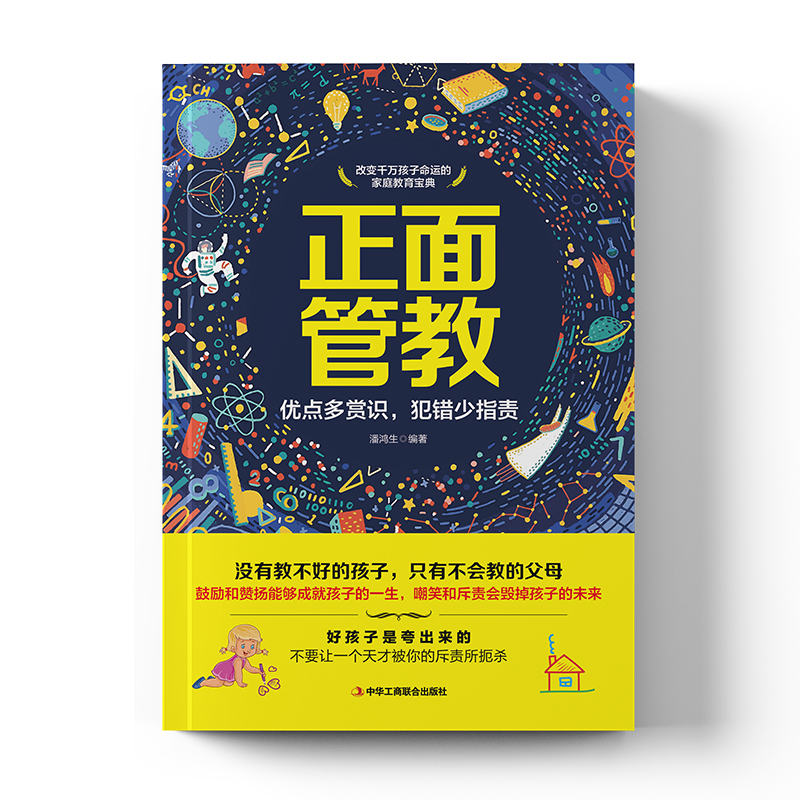 CH
改变千万孩子命运的
家庭教育宝典
正面
管教
优点多赏识，犯错少指责
潘鸿生◎编著
没有教不好的孩子，只有不会教的父母
鼓励和赞扬能够成就孩子的一生，嘲笑和斥责会毁掉孩子的未来
好孩子是夸出来的
不要让一个天才被你的斥责所扼杀
中华工商联合出版社